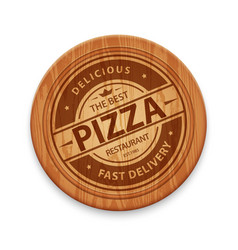 DELICIOUS
THE BEST
PIZZA
RESTAURANT
FAST DELIVERY